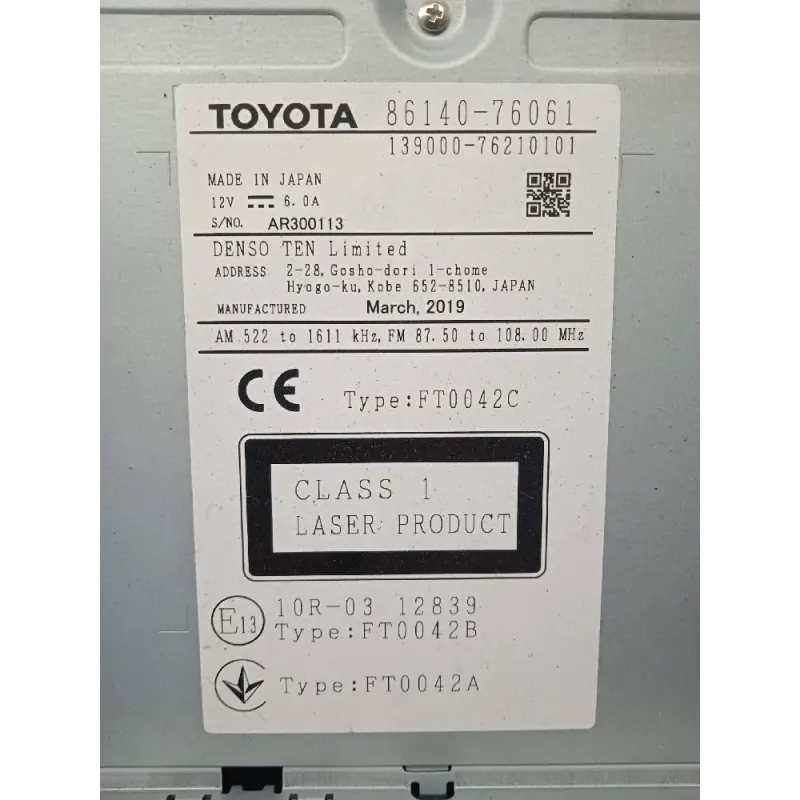 TOYOTA 86140-76061
139000-76210101
MADE IN JAPAN
12V 6.0A
S/NO. AR300113
DENSO TEN Limited
ADDRESS 2-28, Gosho-dori 1-chome
Hyogo-ku, Kobe 652-8510, JAPAN
MANUFACTURED March, 2019
AM 522 to 1611 kHz, FM 87.50 to 108.00 MHz
CE Type:FT0042C
CLASS 1
LASER PRODUCT
E13 10R-03 12839
Type:FT0042B
Type:FT0042A